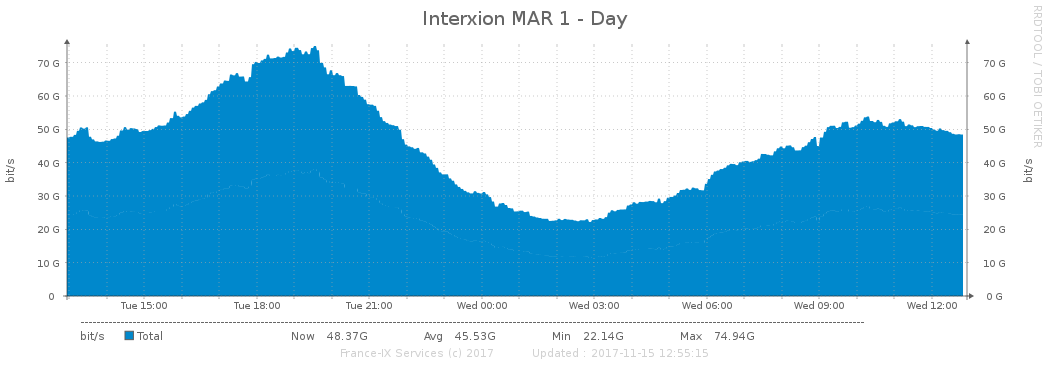 Interxion MAR 1 - Day
RRDTOOL / TOBI OETIKER
bit/s
bit/s
70 G 70 G
60 G 60 G
50 G 50 G
40 G 40 G
30 G 30 G
20 G 20 G
10 G 10 G
0 0 G
Tue 15:00 Tue 18:00 Tue 21:00 Wed 00:00 Wed 03:00 Wed 06:00 Wed 09:00 Wed 12:00
bit/s Total Now 48.37G Avg 45.53G Min 22.14G Max 74.94G
France-IX Services (c) 2017 Updated : 2017-11-15 12:55:15